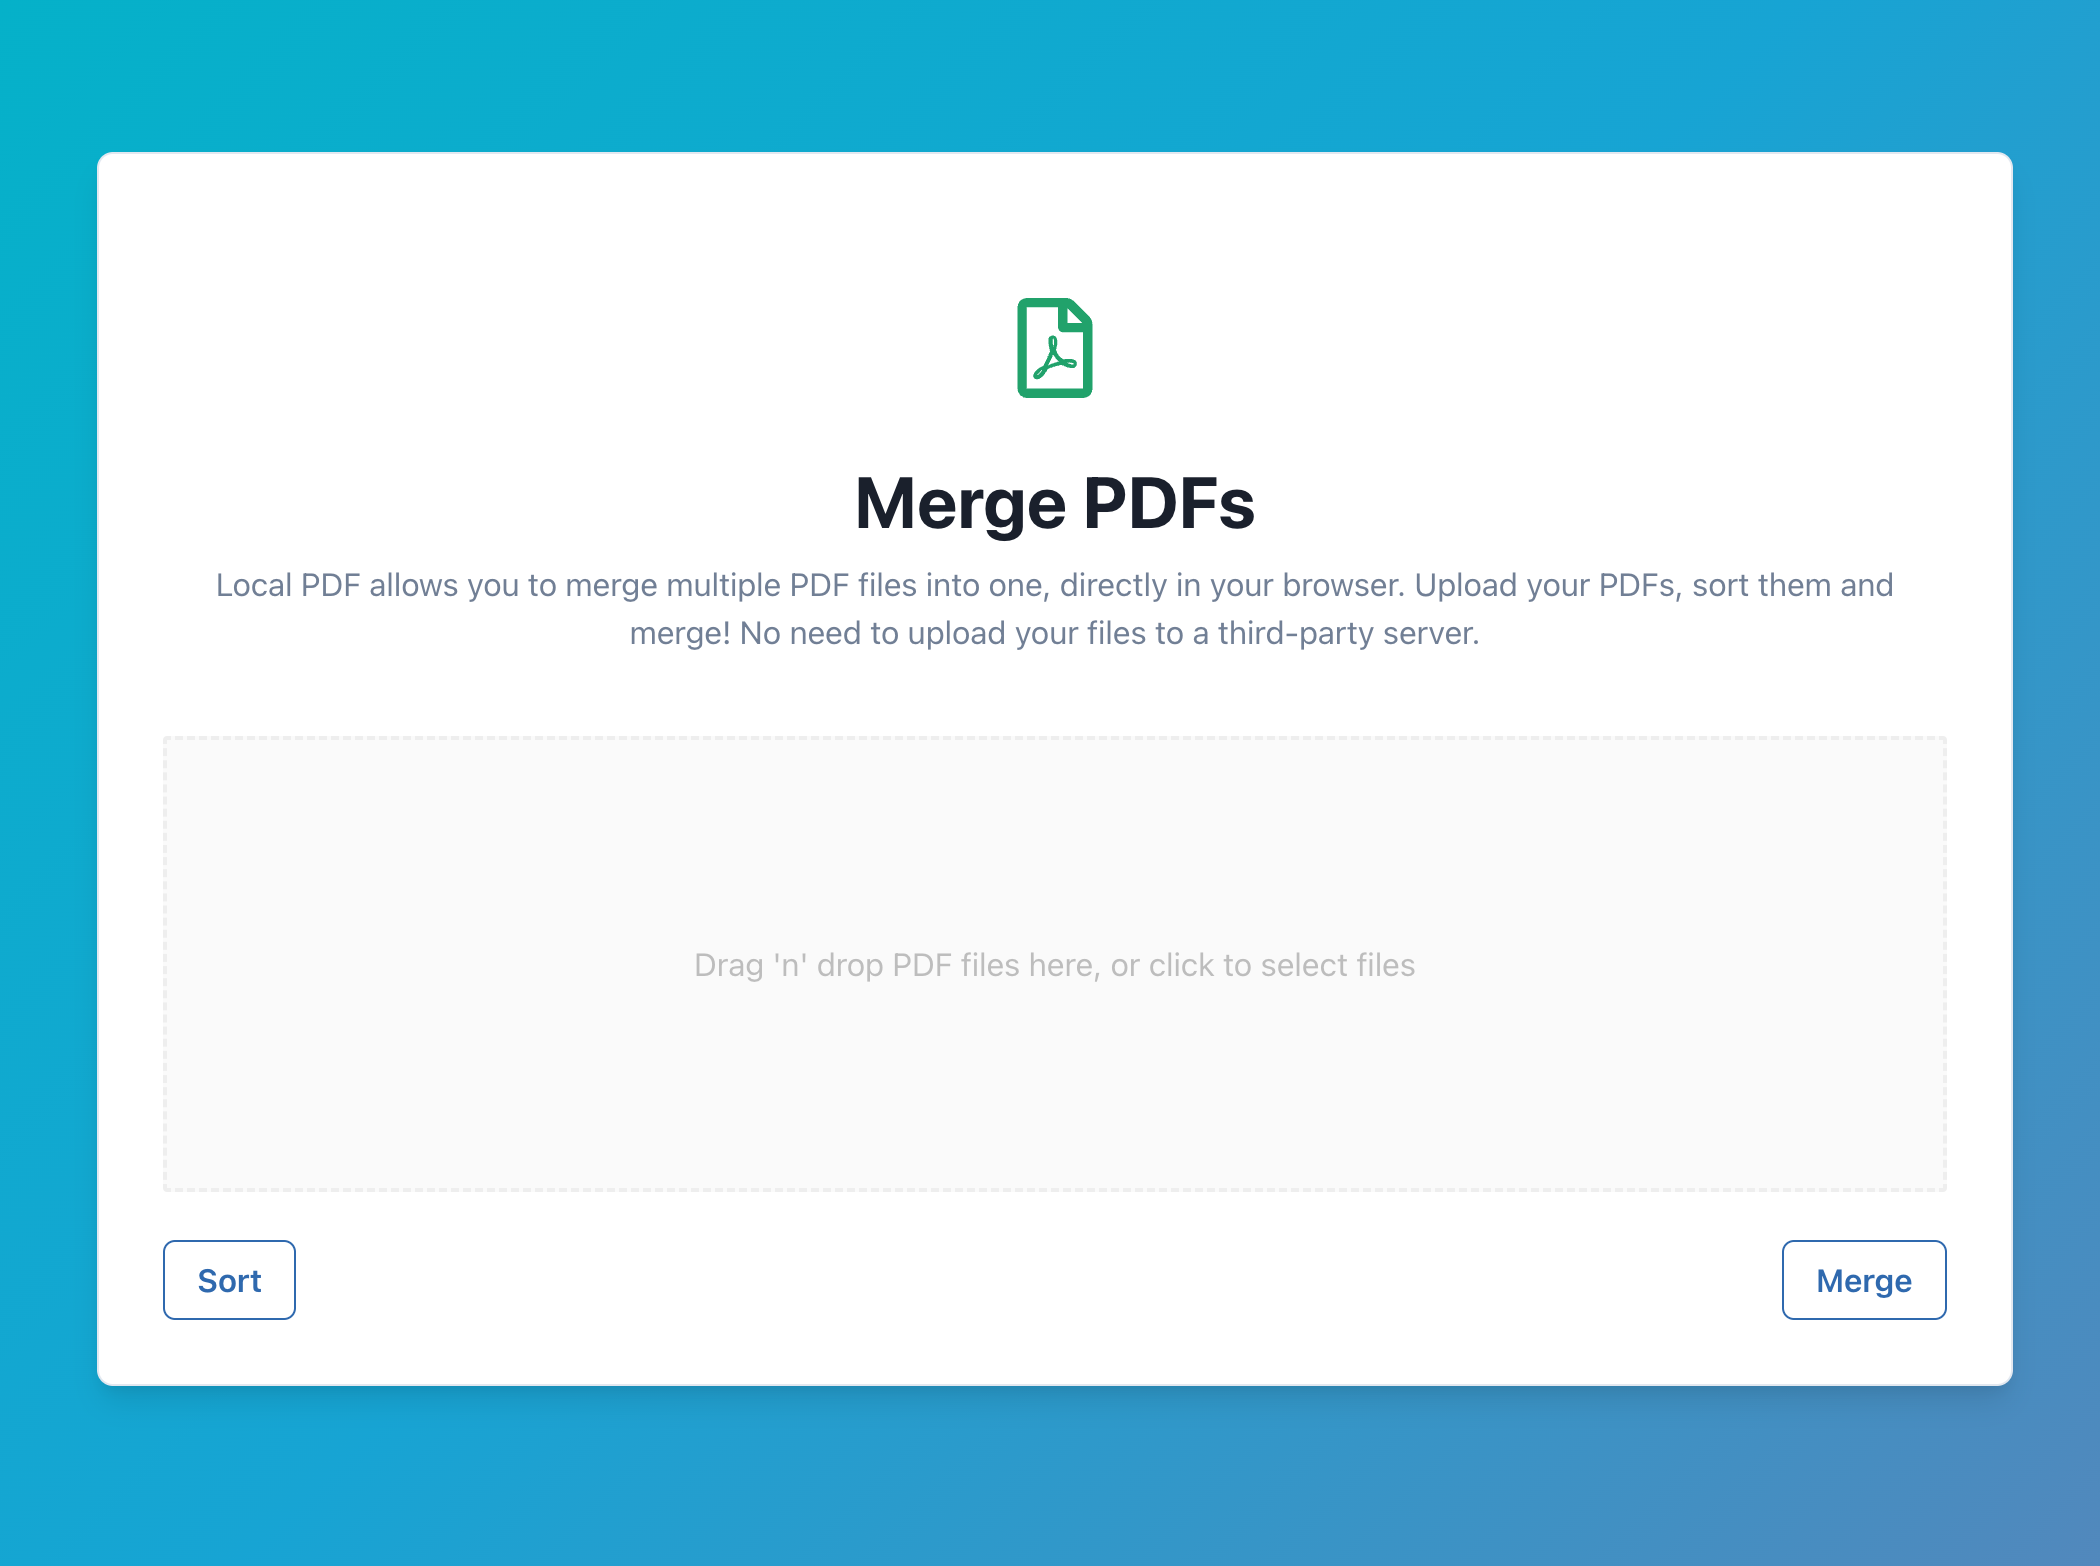 Merge PDFs
Local PDF allows you to merge multiple PDF files into one, directly in your browser. Upload your PDFs, sort them and
merge! No need to upload your files to a third-party server.
Drag 'n' drop PDF files here, or click to select files
Sort
Merge